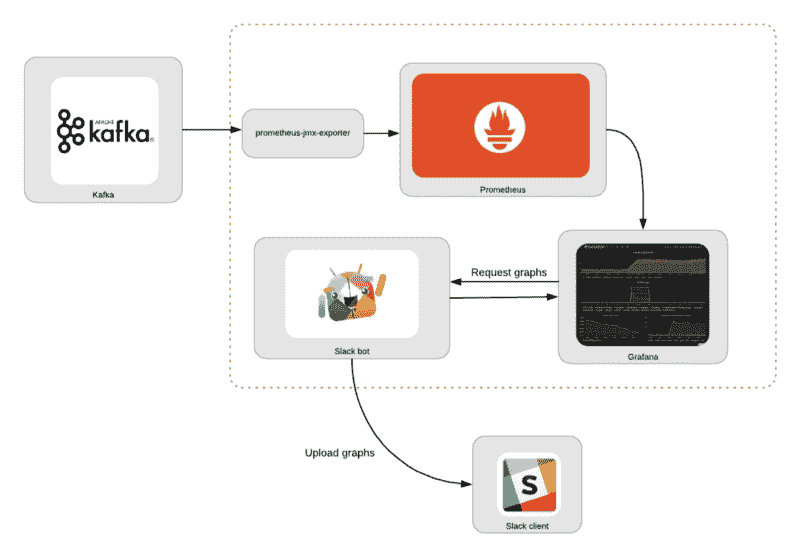 APACHE
kafka®
Kafka
prometheus-jmx-exporter
Prometheus
Request graphs
Slack bot
Grafana
Upload graphs
S
Slack client